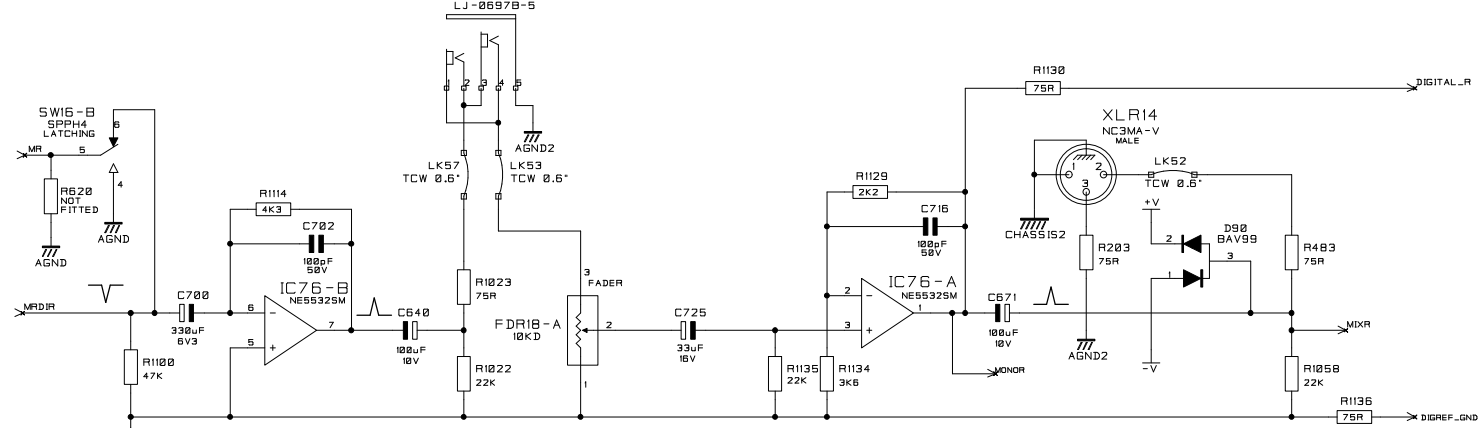 LJ-0697B-5
1 2 3 4 5
AGND2
R1130
75R
DIGITAL_R
SW16-B
SPPH4
LATCHING
6
MR
5
4
R620
NOT
FITTED
AGND
AGND
LK57
TCW 0.6"
LK53
TCW 0.6"
XLR14
NC3MA-V
MALE
1 2
3
LK52
TCW 0.6"
CHASSIS2
R203
75R
AGND2
+V
D90
BAV99
2
3
1
-V
R483
75R
R1114
4K3
C702
100pF
50V
R1129
2K2
C716
100pF
50V
MRDIR
C700
330uF
6V3
IC76-B
NE5532SM
6
5
7
C640
100uF
10V
R1023
75R
R1022
22K
3
FADER
FDR18-A
10KD
2
1
C725
33uF
16V
R1135
22K
R1134
3K6
IC76-A
NE5532SM
2
3
1
C671
100uF
10V
MONOR
MIXR
R1058
22K
R1100
47K
R1136
75R
DIGREF_GND